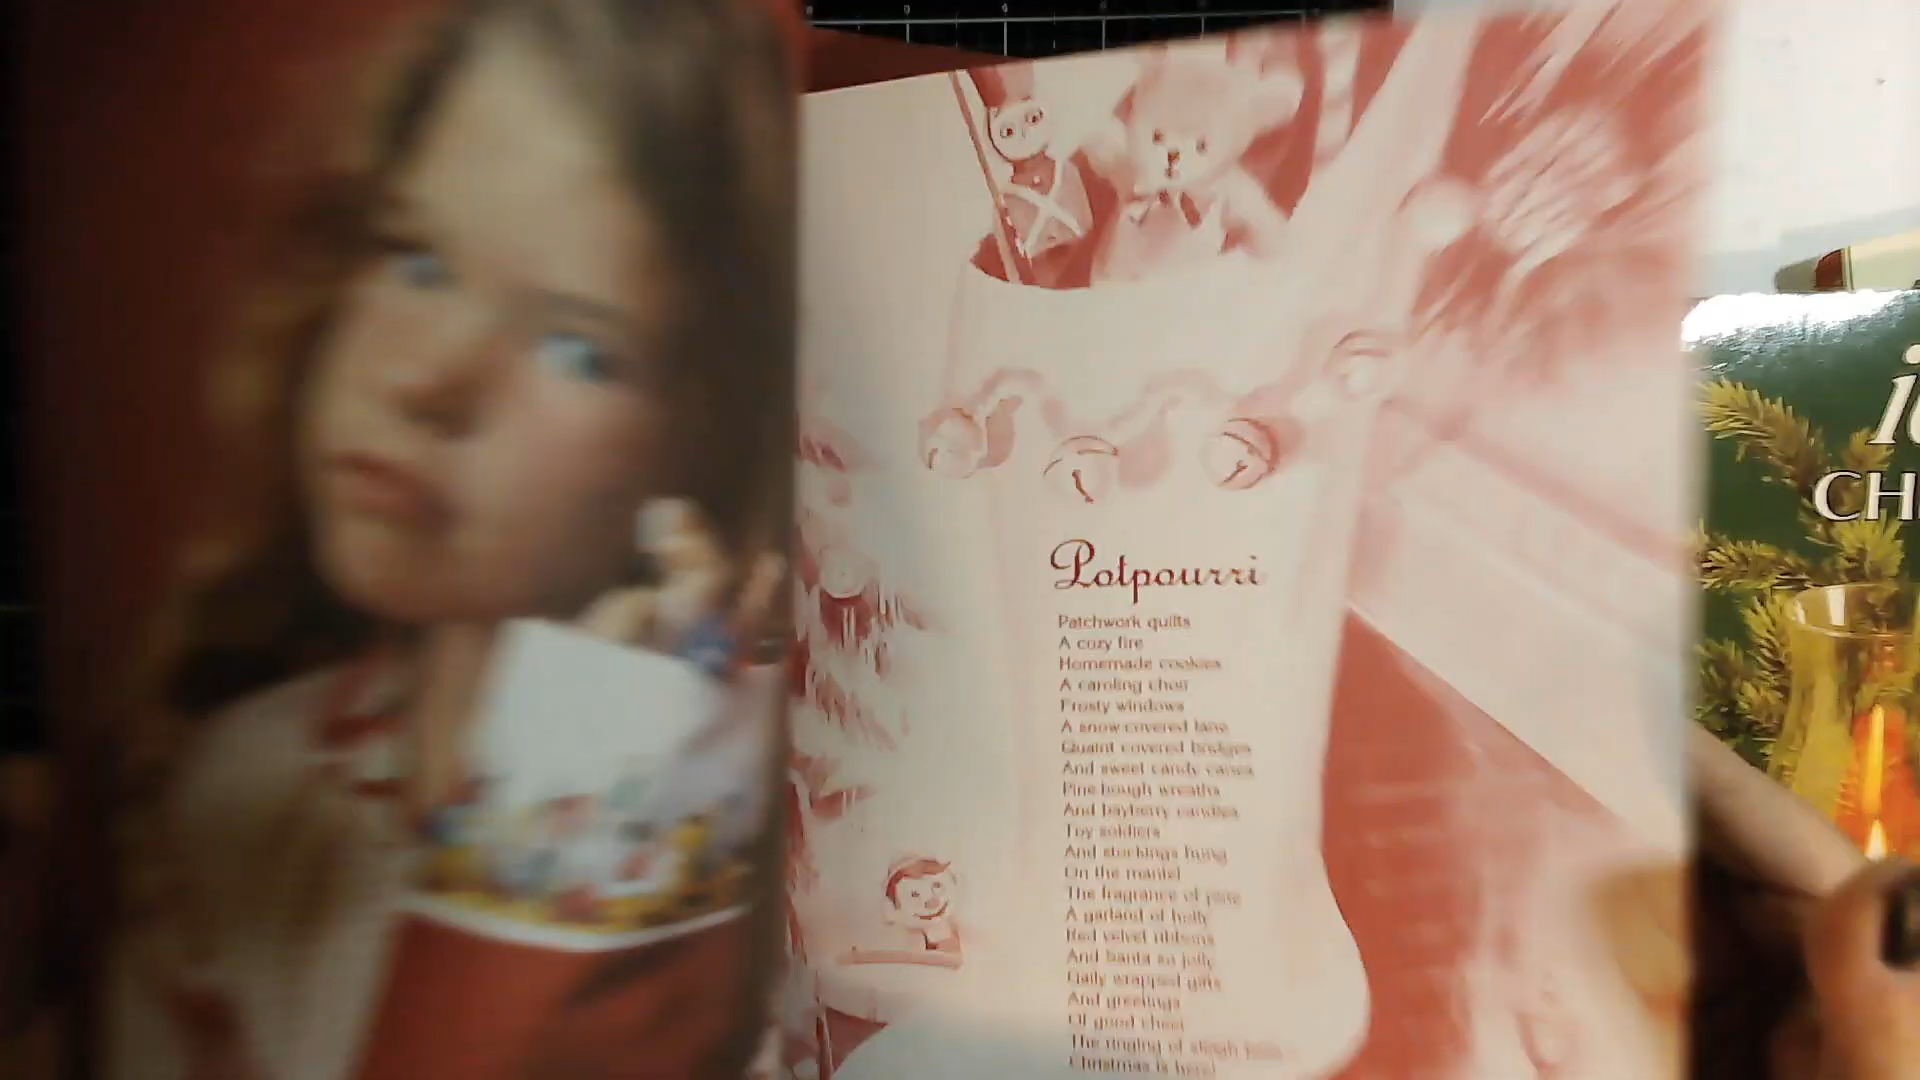 Potpourri
Patchwork quilts
A cozy fire
Homemade cookies
A caroling choir
Frosty windows
A snow-covered lane
Quaint covered bridges
And sweet candy canes
Pine bough wreaths
And bayberry candles
Toy soldiers
And stockings hung
On the mantel
The fragrance of pine
A garland of holly
Red velvet ribbons
And Santa so jolly
Gaily wrapped gifts
And greetings
Of good cheer
The ringing of sleigh bells
Christmas is here!
CH